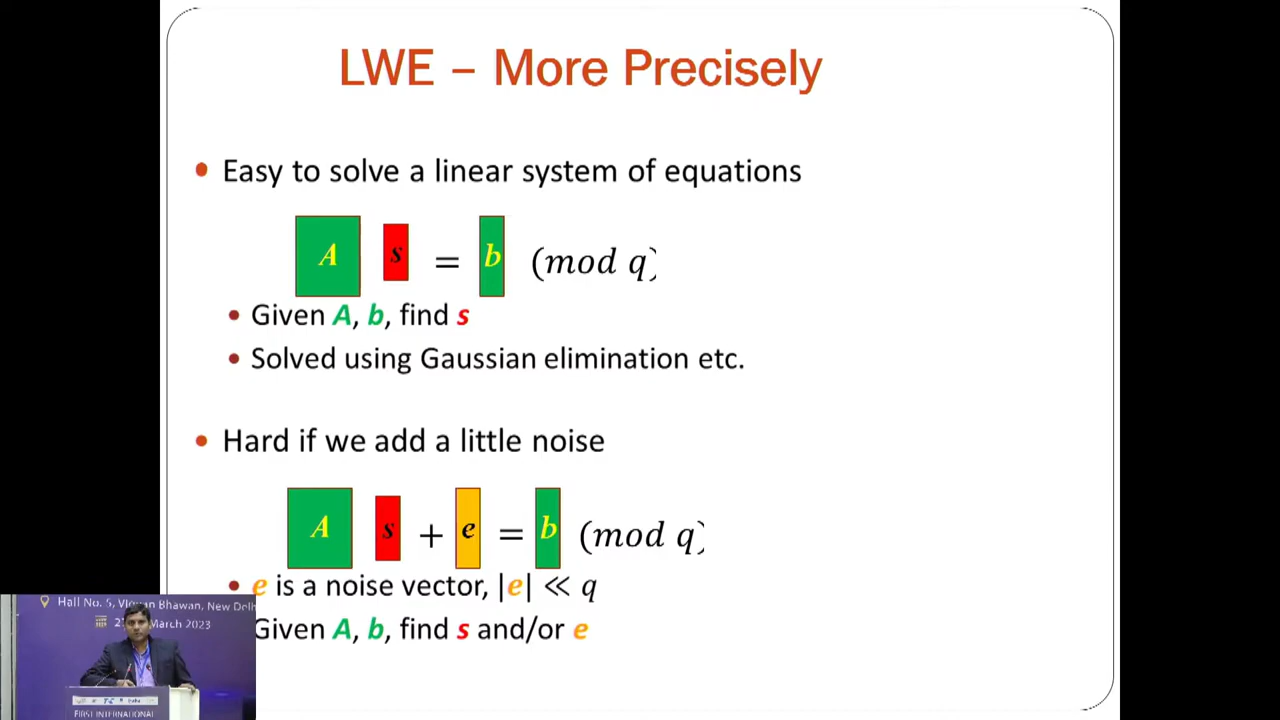 LWE – More Precisely
• Easy to solve a linear system of equations
A s = b (mod q)
• Given A, b, find s
• Solved using Gaussian elimination etc.
• Hard if we add a little noise
A s + e = b (mod q)
• e is a noise vector, |e| ≪ q
Given A, b, find s and/or e
Hall No. 5, Vigyan Bhawan, New Delh
March 2023
FIRST INTERNATIONAL